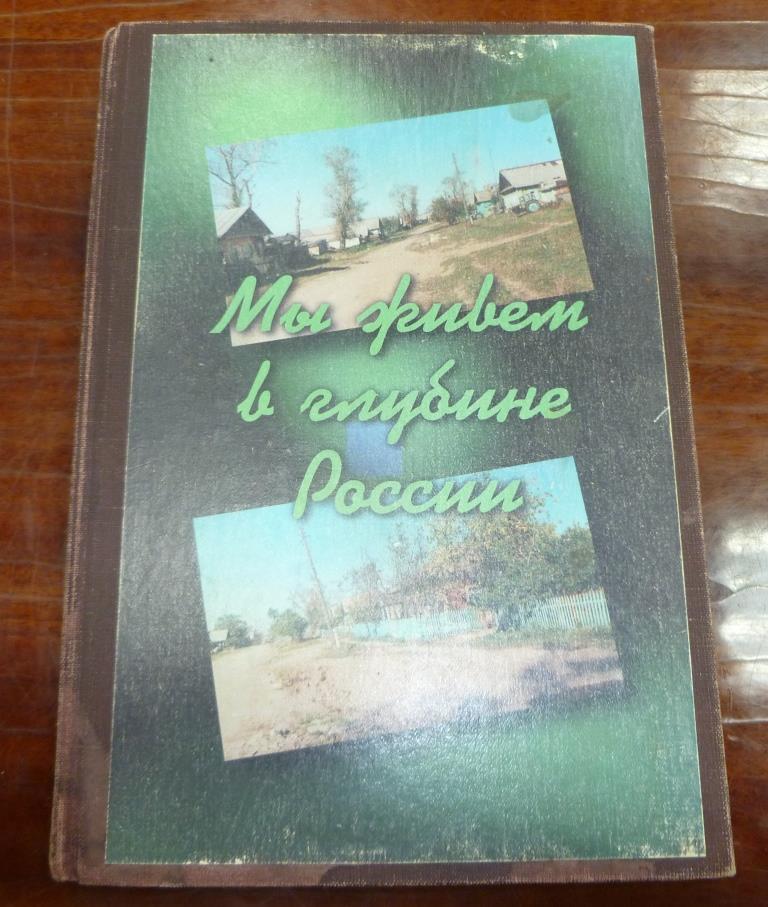 Мы живем
в глубине
России